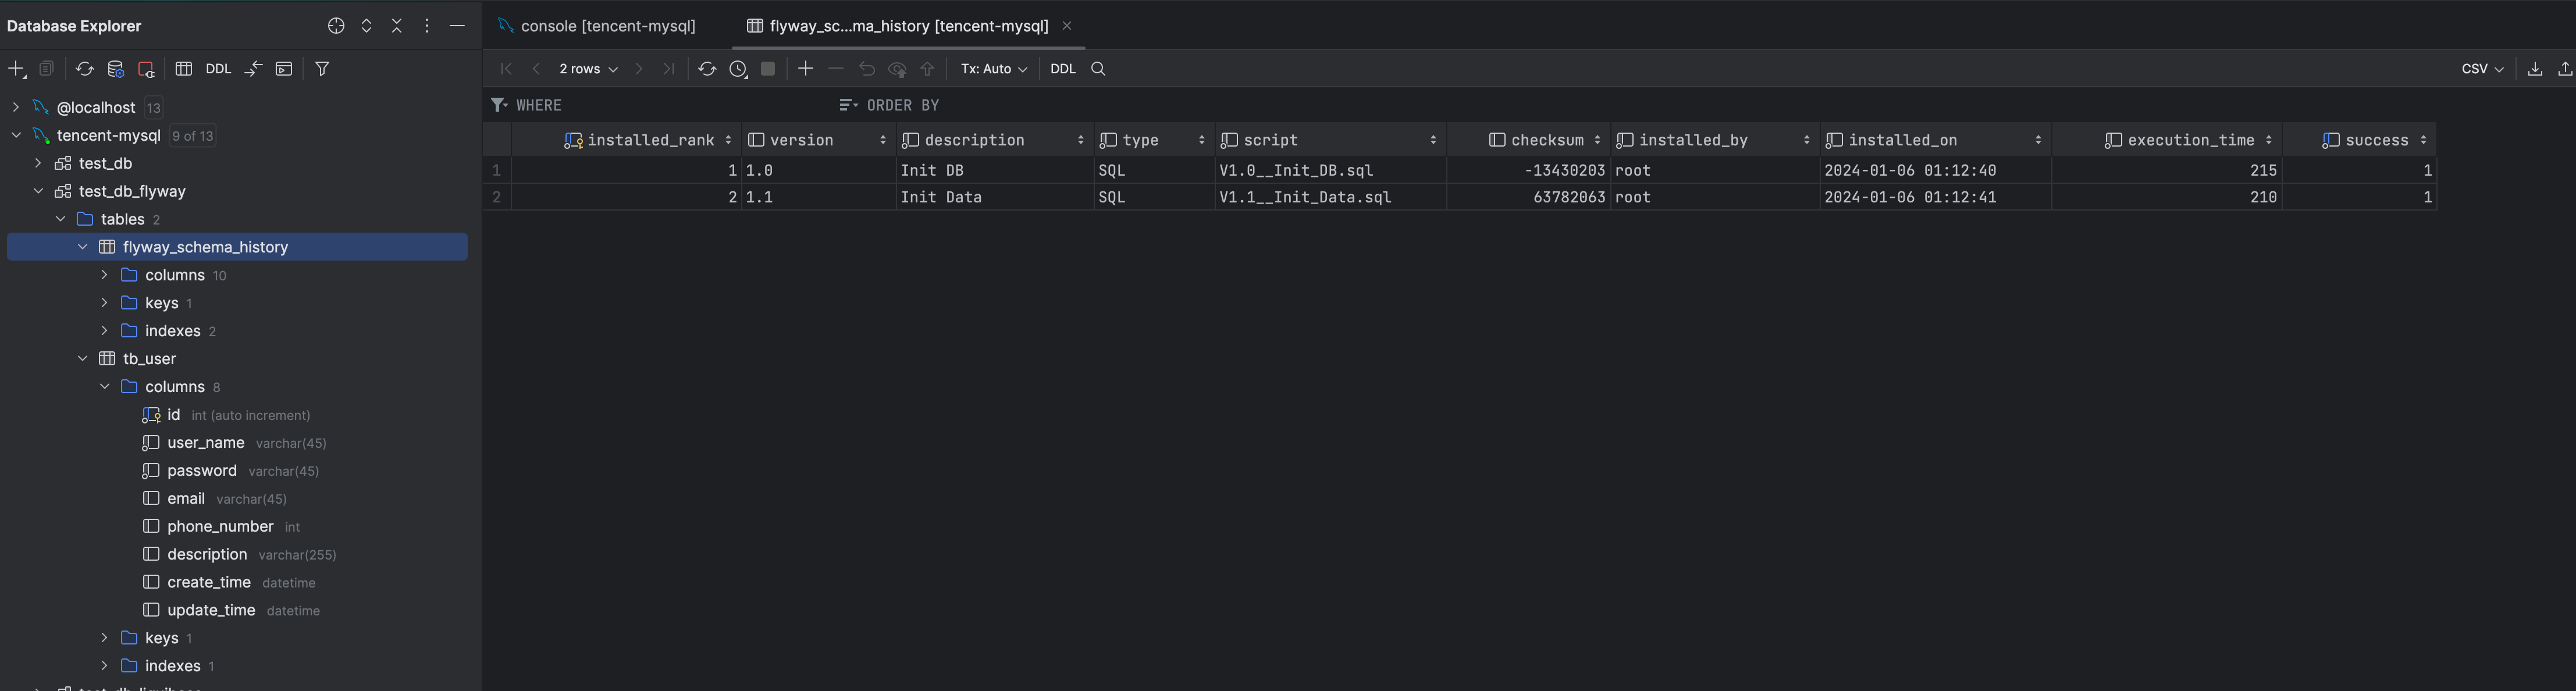 Database Explorer
DDL
@localhost 13
tencent-mysql 9 of 13
test_db
test_db_flyway
tables 2
flyway_schema_history
columns 10
keys 1
indexes 2
tb_user
columns 8
id int (auto increment)
user_name varchar(45)
password varchar(45)
email varchar(45)
phone_number int
description varchar(255)
create_time datetime
update_time datetime
keys 1
indexes 1
console [tencent-mysql]
flyway_sc...ma_history [tencent-mysql]
2 rows Tx: Auto DDL CSV
WHERE ORDER BY
installed_rank version description type script checksum installed_by installed_on execution_time success
1 1 1.0 Init DB SQL V1.0__Init_DB.sql -13430203 root 2024-01-06 01:12:40 215 1
2 2 1.1 Init Data SQL V1.1__Init_Data.sql 63782063 root 2024-01-06 01:12:41 210 1